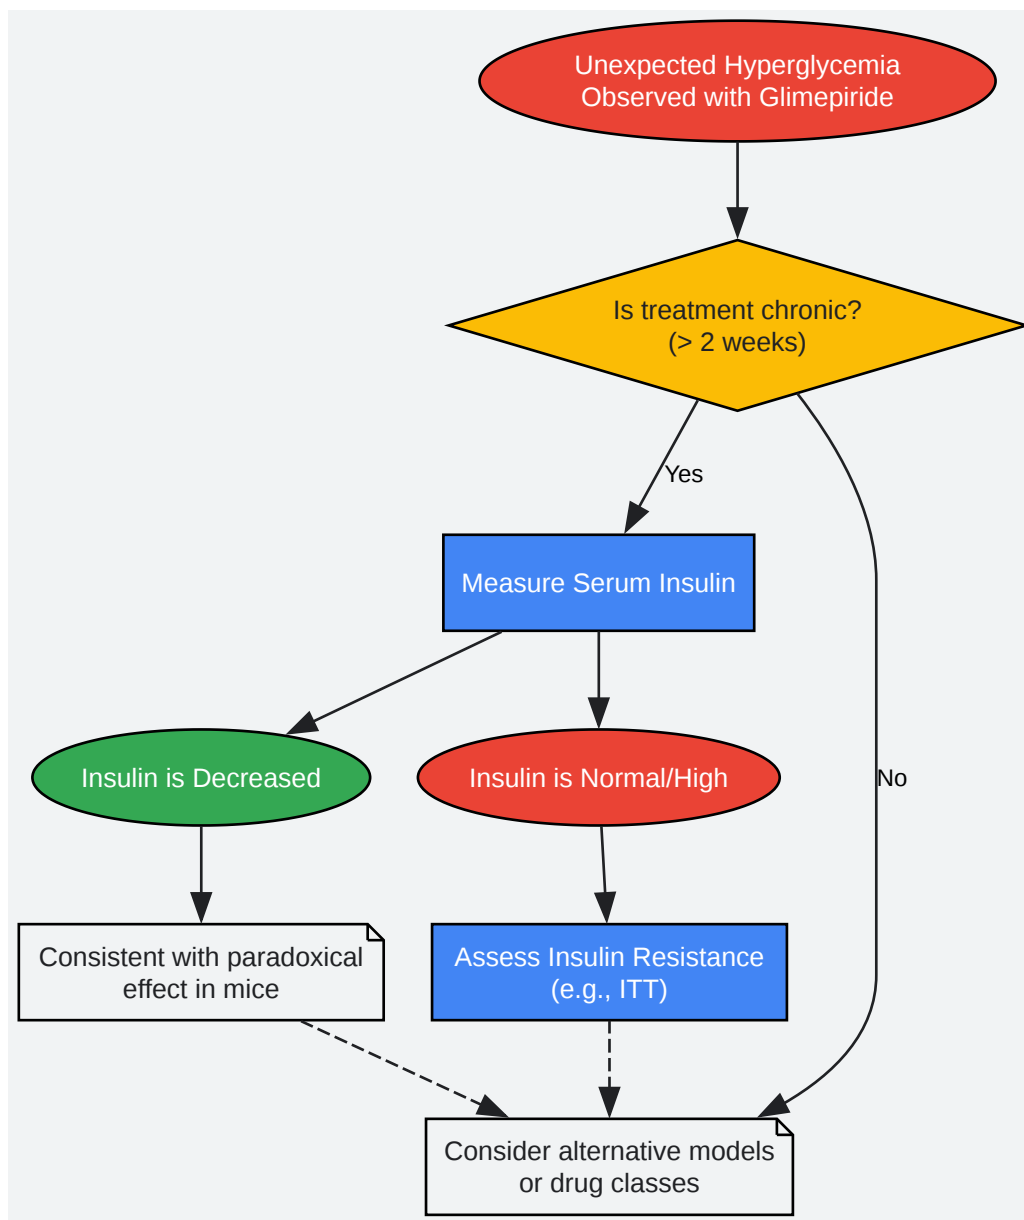 Unexpected Hyperglycemia
Observed with Glimepiride
Is treatment chronic?
(> 2 weeks)
Yes
Measure Serum Insulin
Insulin is Decreased
Insulin is Normal/High
No
Consistent with paradoxical
effect in mice
Assess Insulin Resistance
(e.g., ITT)
Consider alternative models
or drug classes